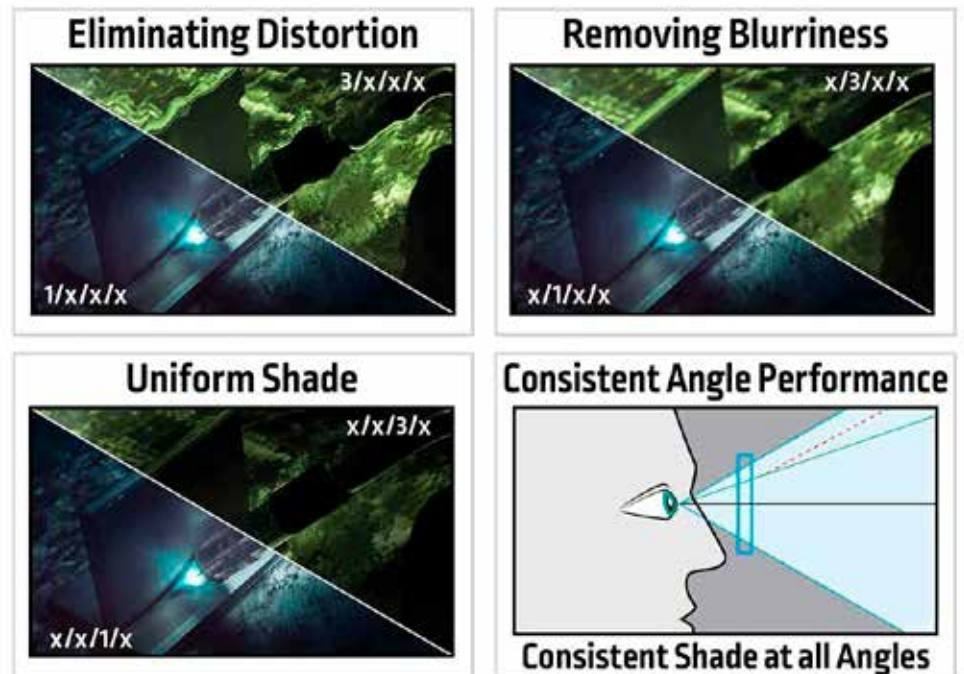 Eliminating Distortion
3/x/x/x
1/x/x/x
Removing Blurriness
x/3/x/x
x/1/x/x
Uniform Shade
x/x/3/x
x/x/1/x
Consistent Angle Performance
Consistent Shade at all Angles